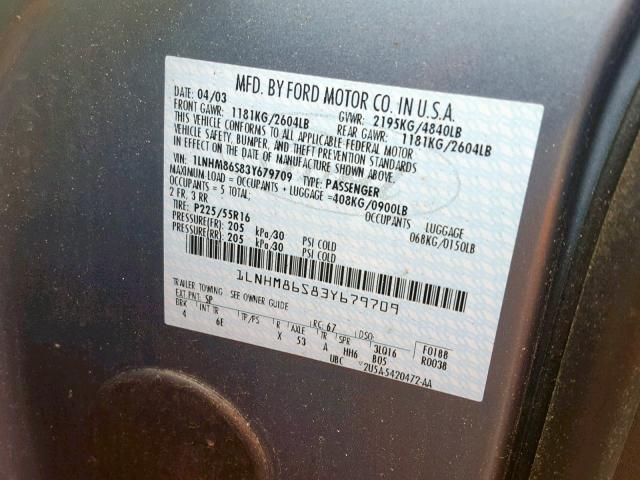 MFD. BY FORD MOTOR CO. IN U.S.A.
DATE: 04/03 GVWR: 2195KG/4840LB
FRONT GAWR: 1181KG/2604LB REAR GAWR: 1181KG/2604LB
THIS VEHICLE CONFORMS TO ALL APPLICABLE FEDERAL MOTOR
VEHICLE SAFETY, BUMPER, AND THEFT PREVENTION STANDARDS
IN EFFECT ON THE DATE OF MANUFACTURE SHOWN ABOVE.
VIN: 1LNHM86S83Y679709 TYPE: PASSENGER
MAXIMUM LOAD = OCCUPANTS + LUGGAGE =408KG/0900LB
OCCUPANTS = 5 TOTAL OCCUPANTS LUGGAGE
2 FR, 3 RR 068KG/0150LB
TIRE: P225/55R16
PRESSURE(FR): 205 kPa/30 PSI COLD
PRESSURE(RR): 205 kPa/30 PSI COLD
1LNHM86S83Y679709
TRAILER TOWING - SEE OWNER GUIDE
EXT PNT: SP RC: 67 DSO:
BRK INT TR TP/PS R AXLE TR SPR 3LQ16 F0188
4 6E X 53 A HH6 B05 R0038
UBC 2U5A-5420472-AA